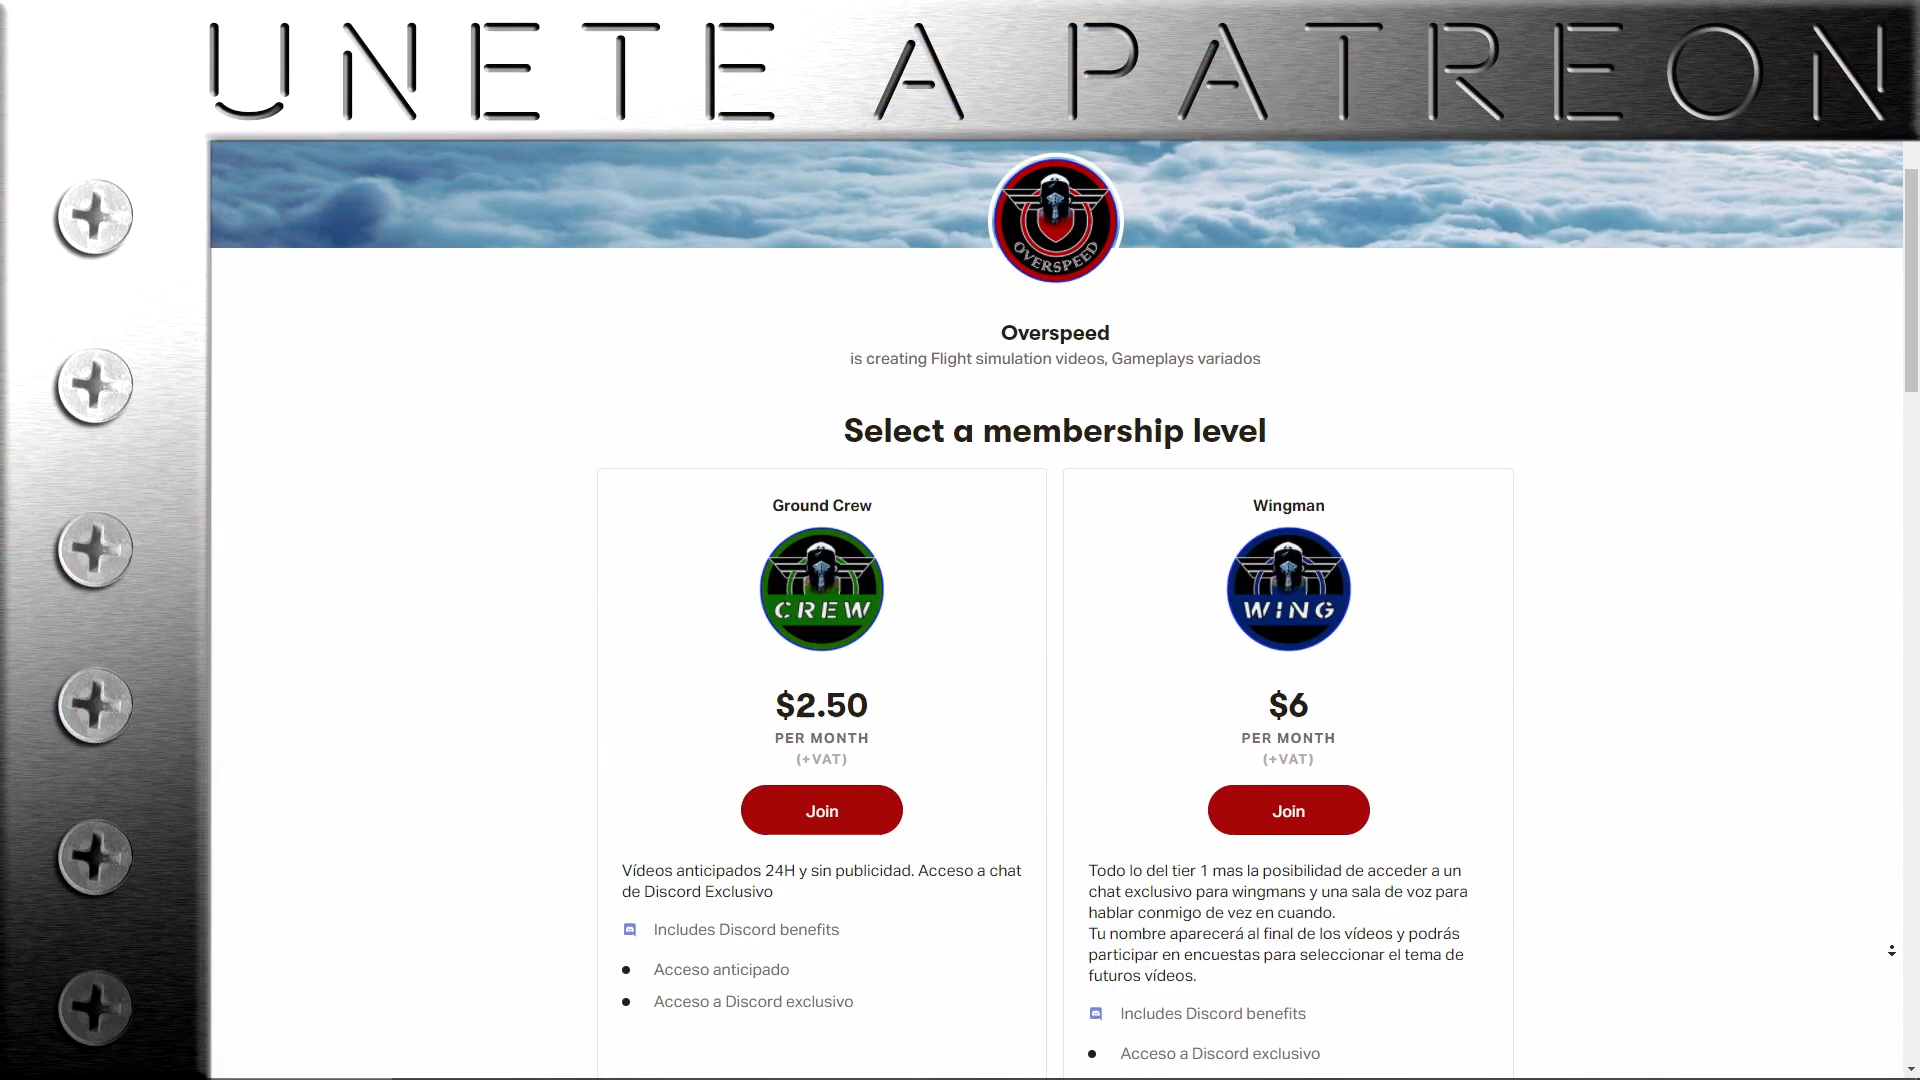 UNETE A PATREON
OVERSPEED
Overspeed
is creating Flight simulation videos, Gameplays variados
Select a membership level
Ground Crew
CREW
$2.50
PER MONTH
(+VAT)
Join
Vídeos anticipados 24H y sin publicidad. Acceso a chat
de Discord Exclusivo
Includes Discord benefits
Acceso anticipado
Acceso a Discord exclusivo
Wingman
WING
$6
PER MONTH
(+VAT)
Join
Todo lo del tier 1 mas la posibilidad de acceder a un
chat exclusivo para wingmans y una sala de voz para
hablar conmigo de vez en cuando.
Tu nombre aparecerá al final de los vídeos y podrás
participar en encuestas para seleccionar el tema de
futuros vídeos.
Includes Discord benefits
Acceso a Discord exclusivo